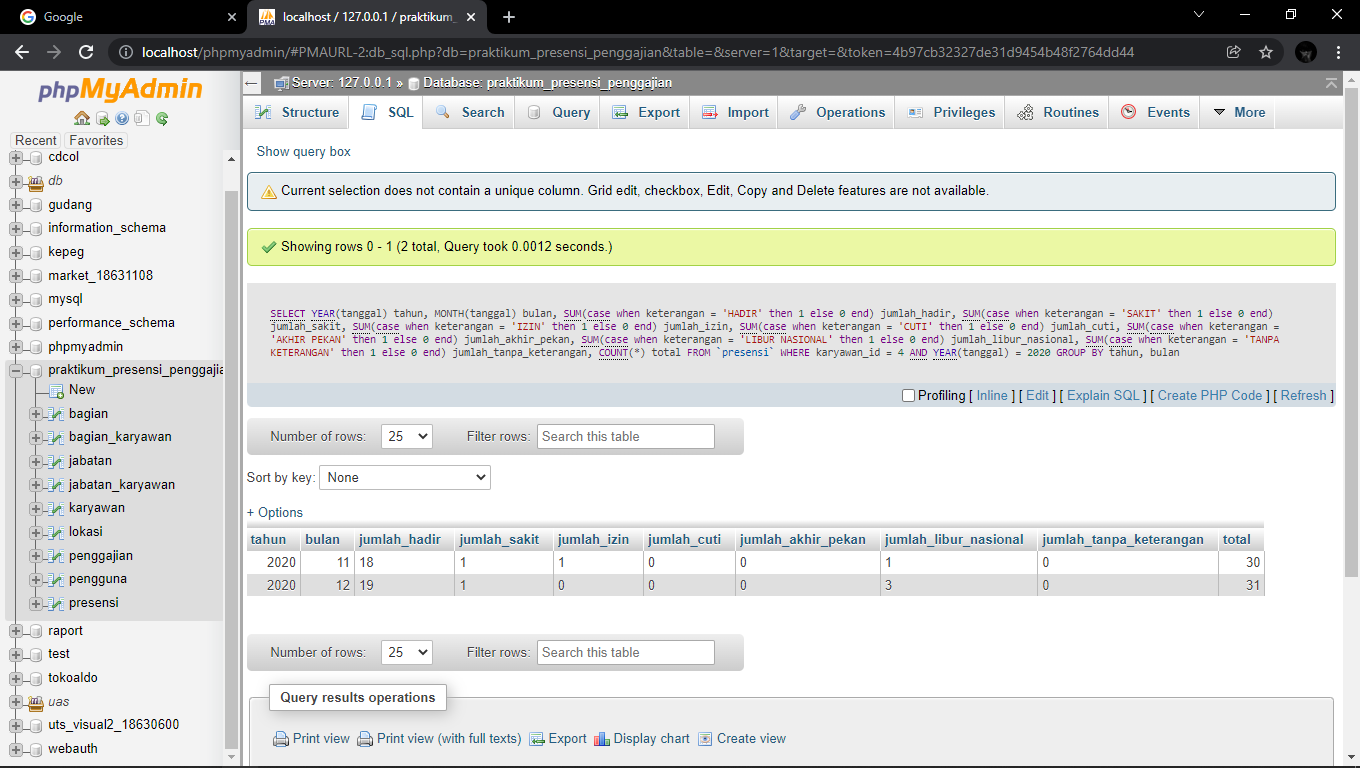 Google
localhost / 127.0.0.1 / praktikum_
localhost/phpmyadmin/#PMAURL-2:db_sql.php?db=praktikum_presensi_penggajian&table=&server=1&target=&token=4b97cb32327de31d9454b48f2764dd44
phpMyAdmin
Recent Favorites
cdcol
db
gudang
information_schema
kepeg
market_18631108
mysql
performance_schema
phpmyadmin
praktikum_presensi_penggajia
New
bagian
bagian_karyawan
jabatan
jabatan_karyawan
karyawan
lokasi
penggajian
pengguna
presensi
raport
test
tokoaldo
uas
uts_visual2_18630600
webauth
Server: 127.0.0.1 » Database: praktikum_presensi_penggajian
Structure SQL Search Query Export Import Operations Privileges Routines Events More
Show query box
Current selection does not contain a unique column. Grid edit, checkbox, Edit, Copy and Delete features are not available.
Showing rows 0 - 1 (2 total, Query took 0.0012 seconds.)
SELECT YEAR(tanggal) tahun, MONTH(tanggal) bulan, SUM(case when keterangan = 'HADIR' then 1 else 0 end) jumlah_hadir, SUM(case when keterangan = 'SAKIT' then 1 else 0 end)
jumlah_sakit, SUM(case when keterangan = 'IZIN' then 1 else 0 end) jumlah_izin, SUM(case when keterangan = 'CUTI' then 1 else 0 end) jumlah_cuti, SUM(case when keterangan =
'AKHIR PEKAN' then 1 else 0 end) jumlah_akhir_pekan, SUM(case when keterangan = 'LIBUR NASIONAL' then 1 else 0 end) jumlah_libur_nasional, SUM(case when keterangan = 'TANPA
KETERANGAN' then 1 else 0 end) jumlah_tanpa_keterangan, COUNT(*) total FROM `presensi` WHERE karyawan_id = 4 AND YEAR(tanggal) = 2020 GROUP BY tahun, bulan
Profiling [ Inline ] [ Edit ] [ Explain SQL ] [ Create PHP Code ] [ Refresh ]
Number of rows: 25 Filter rows: Search this table
Sort by key: None
+ Options
tahun bulan jumlah_hadir jumlah_sakit jumlah_izin jumlah_cuti jumlah_akhir_pekan jumlah_libur_nasional jumlah_tanpa_keterangan total
2020 11 18 1 1 0 0 1 0 30
2020 12 19 1 0 0 0 3 0 31
Number of rows: 25 Filter rows: Search this table
Query results operations
Print view Print view (with full texts) Export Display chart Create view